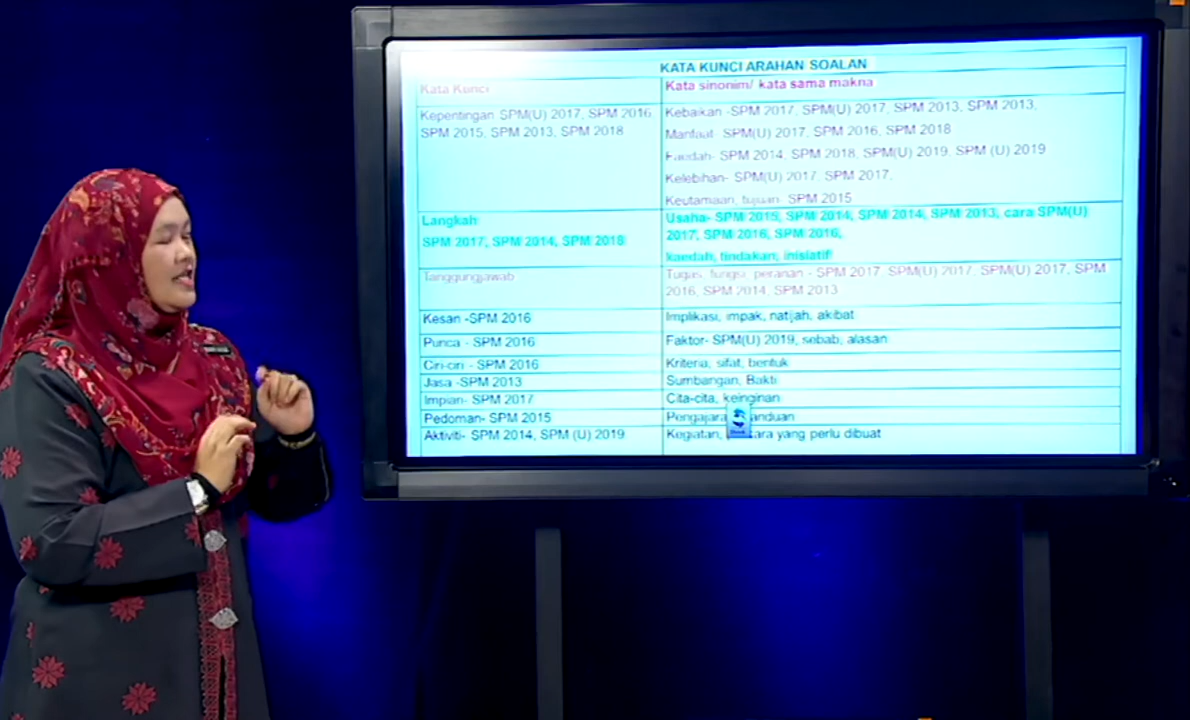 KATA KUNCI ARAHAN SOALAN
Kata Kunci
Kata sinonim/ kata sama makna
Kepentingan SPM(U) 2017, SPM 2016,
SPM 2015, SPM 2013, SPM 2018
Kebaikan -SPM 2017, SPM(U) 2017, SPM 2013, SPM 2013,
Manfaat- SPM(U) 2017, SPM 2016, SPM 2018
Faedah- SPM 2014, SPM 2018, SPM(U) 2019, SPM (U) 2019
Kelebihan- SPM(U) 2017, SPM 2017,
Keutamaan, tujuan- SPM 2015
Langkah
SPM 2017, SPM 2014, SPM 2018
Usaha- SPM 2015, SPM 2014, SPM 2014, SPM 2013, cara SPM(U)
2017, SPM 2016, SPM 2016,
kaedah, tindakan, inisiatif
Tanggungjawab
Tugas, fungsi, peranan - SPM 2017, SPM(U) 2017, SPM(U) 2017, SPM
2016, SPM 2014, SPM 2013
Kesan -SPM 2016
Implikasi, impak, natijah, akibat
Punca - SPM 2016
Faktor- SPM(U) 2019, sebab, alasan
Ciri-ciri - SPM 2016
Kriteria, sifat, bentuk
Jasa -SPM 2013
Sumbangan, Bakti
Impian- SPM 2017
Cita-cita, keinginan
Pedoman- SPM 2015
Aktiviti- SPM 2014, SPM (U) 2019
Kegiatan, yang perlu dibuat